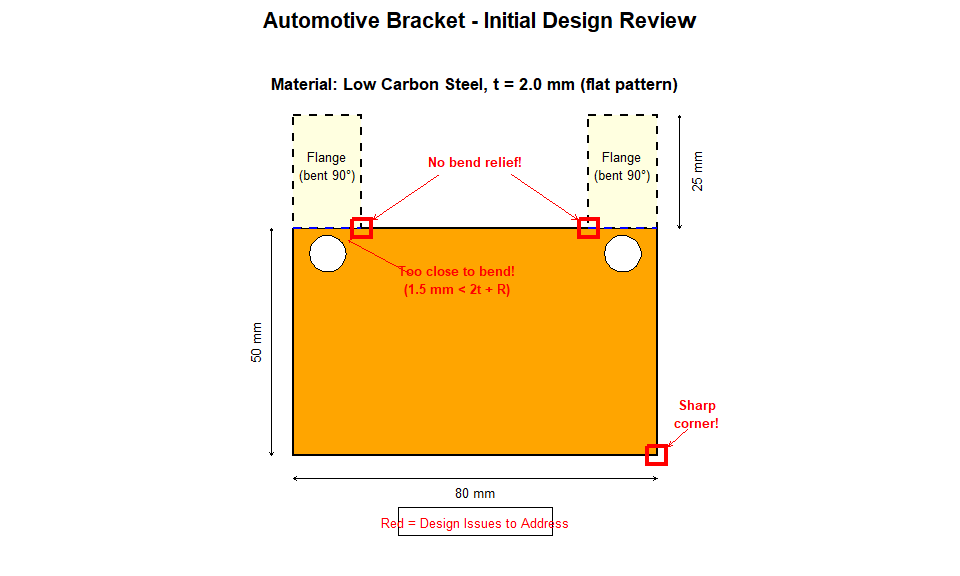 Automotive Bracket - Initial Design Review
Material: Low Carbon Steel, t = 2.0 mm (flat pattern)
Flange
(bent 90°)
No bend relief!
Flange
(bent 90°)
25 mm
Too close to bend!
(1.5 mm < 2t + R)
50 mm
Sharp
corner!
80 mm
Red = Design Issues to Address